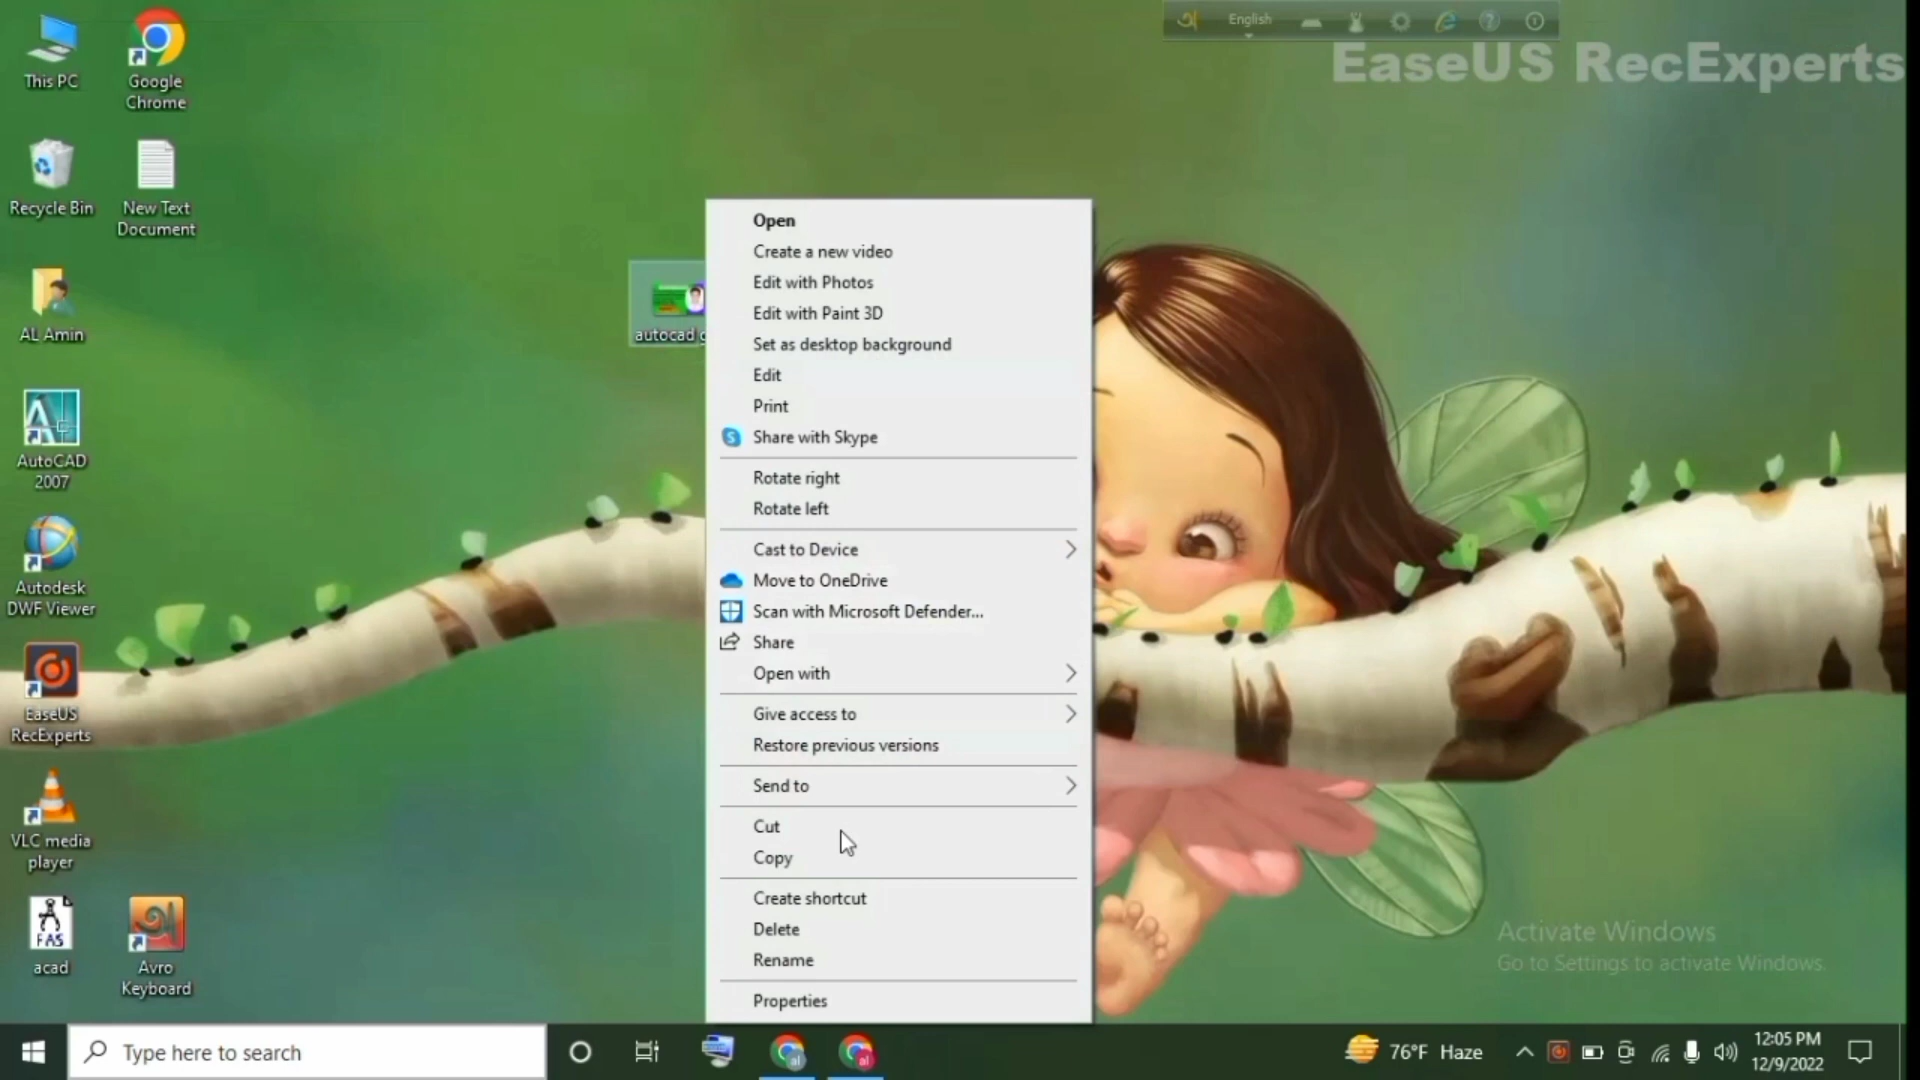 English
EaseUS RecExperts
This PC
Google
Chrome
Recycle Bin
New Text
Document
AL Amin
autocad
AutoCAD
2007
Autodesk
DWF Viewer
EaseUS
RecExperts
VLC media
player
FAS
acad
Avro
Keyboard
Open
Create a new video
Edit with Photos
Edit with Paint 3D
Set as desktop background
Edit
Print
Share with Skype
Rotate right
Rotate left
Cast to Device
Move to OneDrive
Scan with Microsoft Defender...
Share
Open with
Give access to
Restore previous versions
Send to
Cut
Copy
Create shortcut
Delete
Rename
Properties
Activate Windows
Go to Settings to activate Windows.
Type here to search
76°F Haze
12:05 PM
12/9/2022